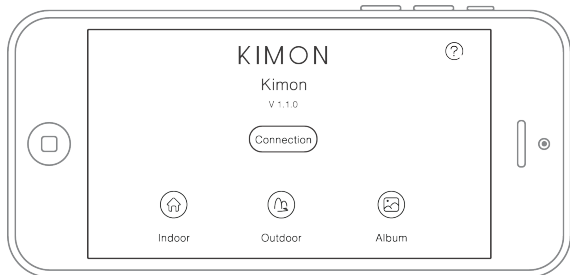 KIMON
?
Kimon
V 1.1.0
Connection
Indoor
Outdoor
Album